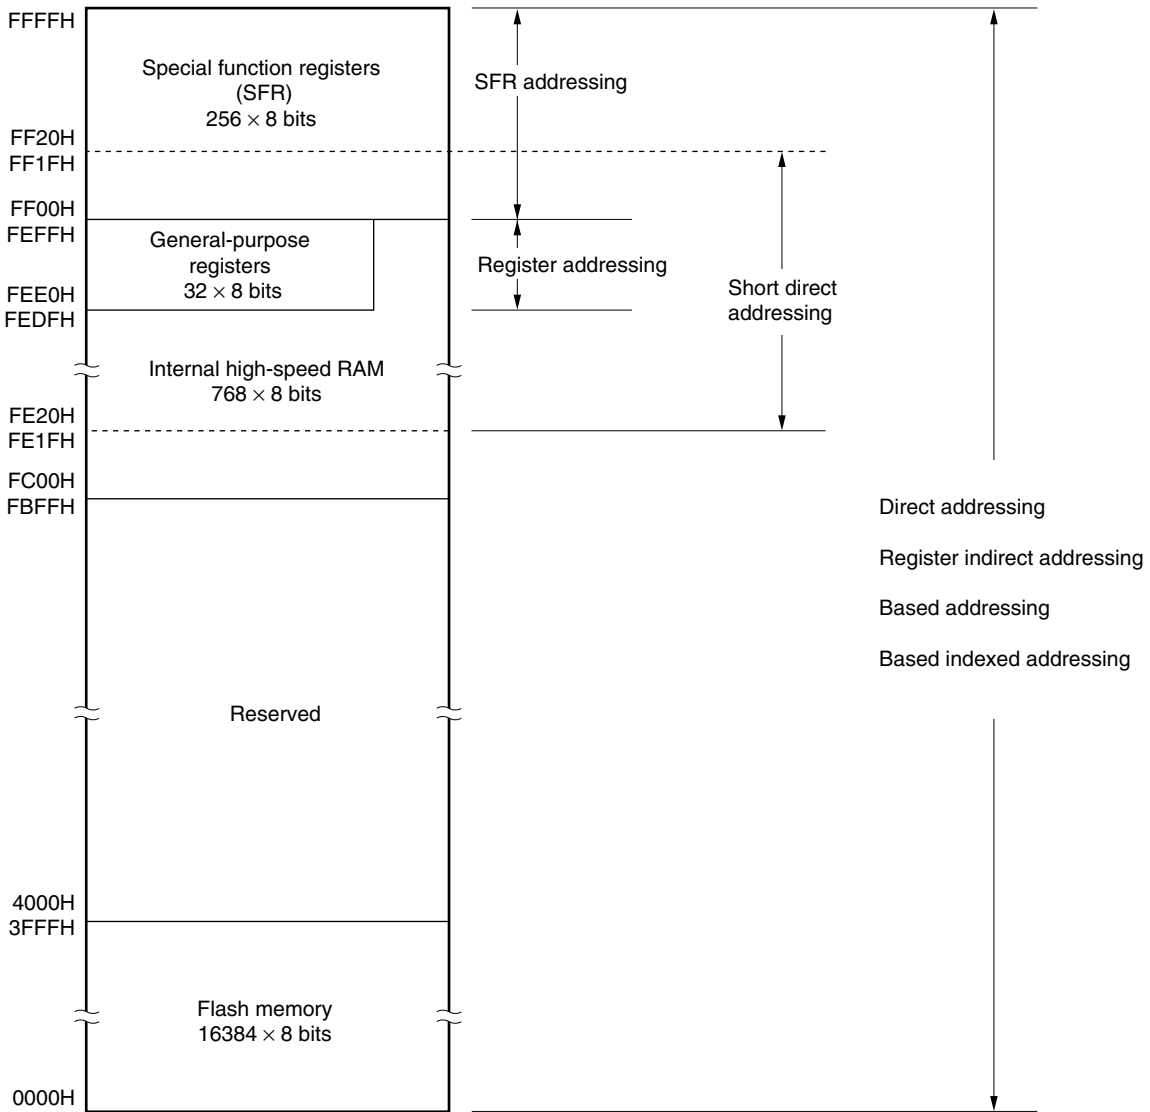 FFFFH
Special function registers
(SFR)
256 × 8 bits
SFR addressing
FF20H
FF1FH
FF00H
FEFFH
General-purpose
registers
32 × 8 bits
Register addressing
Short direct
addressing
FEE0H
FEDFH
Internal high-speed RAM
768 × 8 bits
FE20H
FE1FH
FC00H
FBFFH
Direct addressing
Register indirect addressing
Based addressing
Based indexed addressing
Reserved
4000H
3FFFH
Flash memory
16384 × 8 bits
0000H